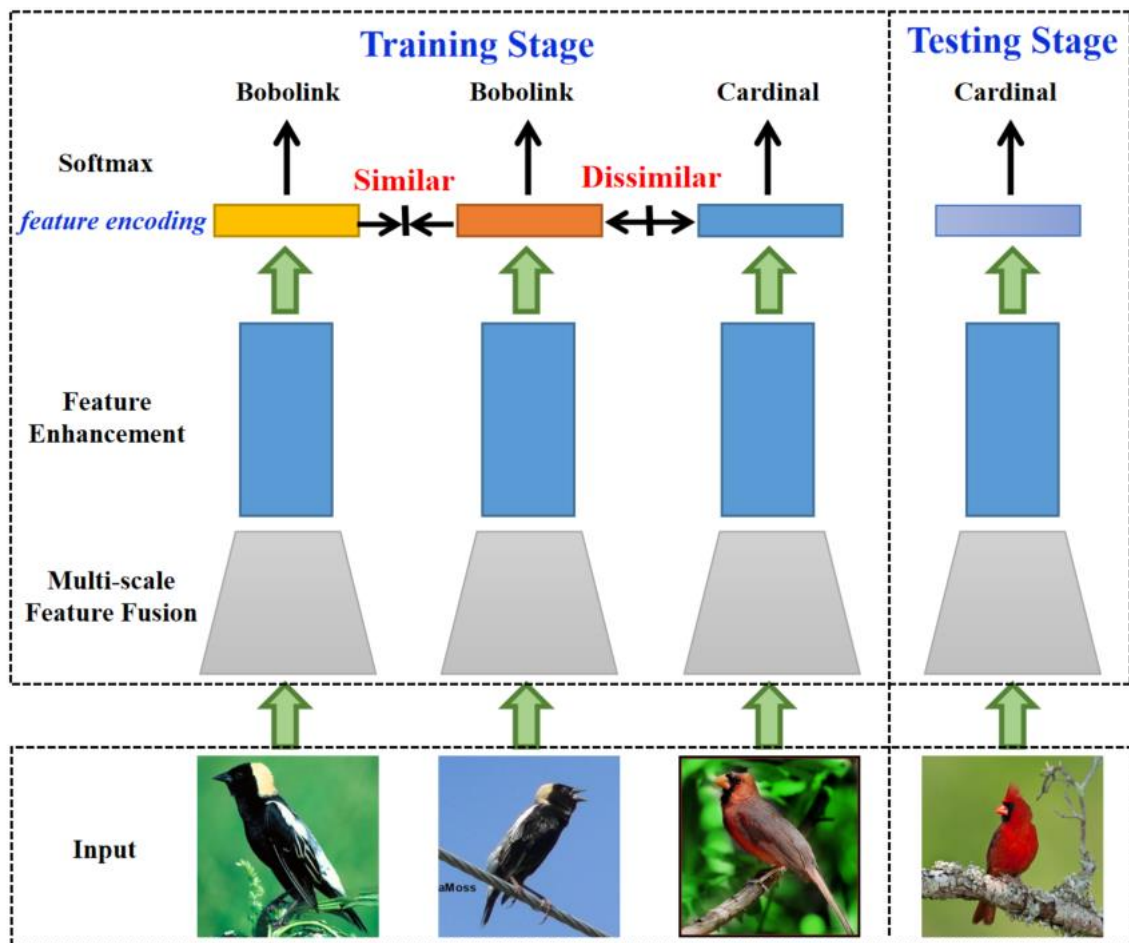 Training Stage
Testing Stage
Bobolink
Bobolink
Cardinal
Cardinal
Softmax
Similar
Dissimilar
feature encoding
Feature
Enhancement
Multi-scale
Feature Fusion
Input
aMoss